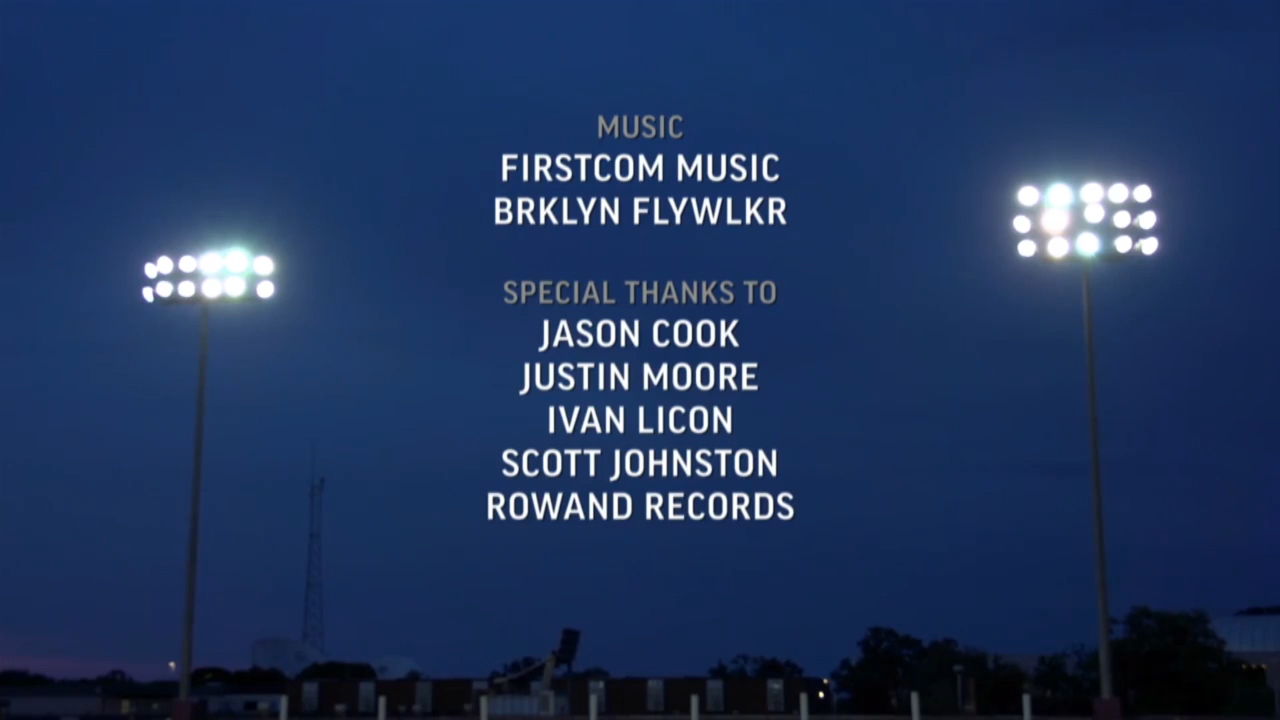 MUSIC
FIRSTCOM MUSIC
BRKLYN FLYWLKR
SPECIAL THANKS TO
JASON COOK
JUSTIN MOORE
IVAN LICON
SCOTT JOHNSTON
ROWAND RECORDS